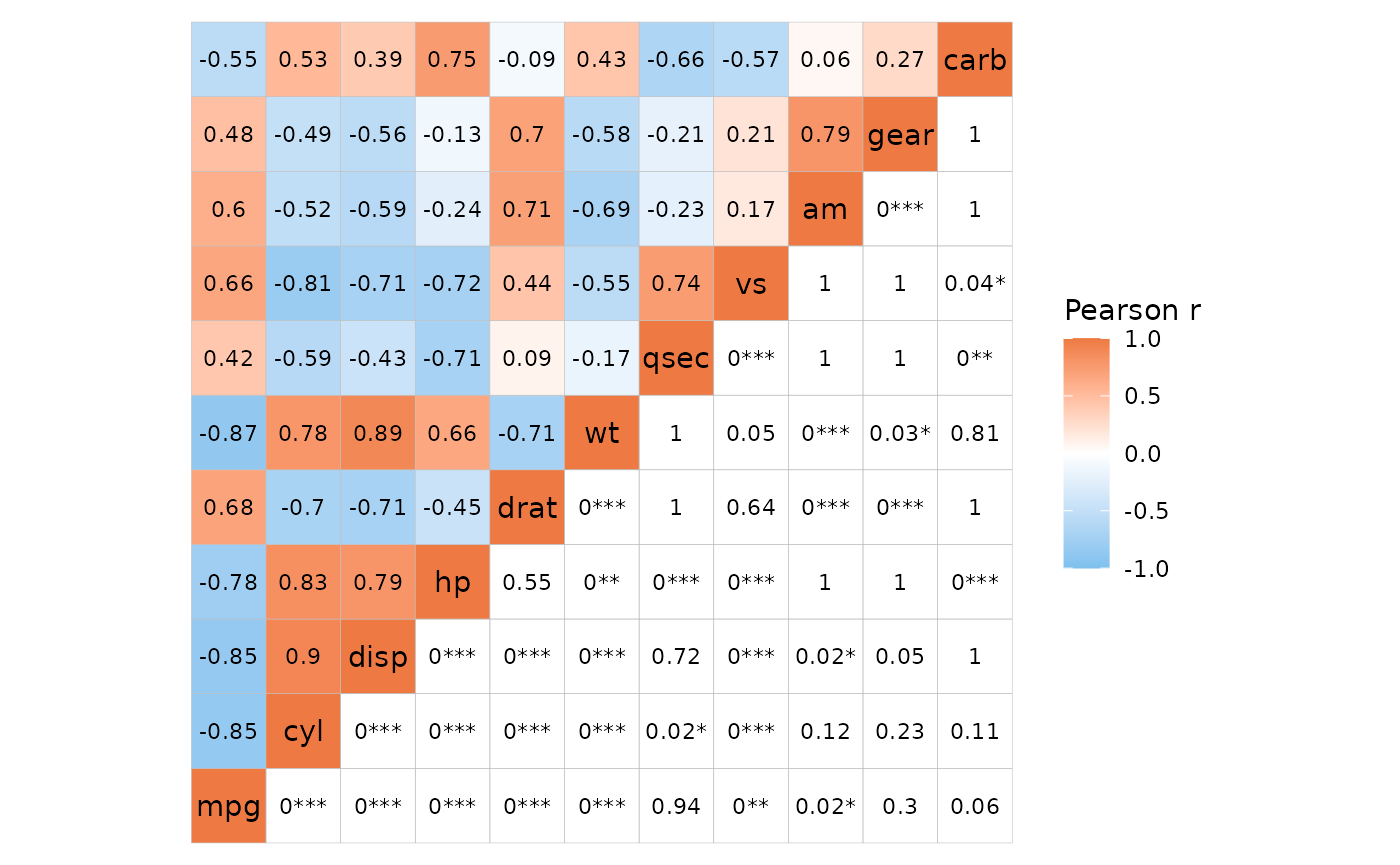 -0.55 0.53 0.39 0.75 -0.09 0.43 -0.66 -0.57 0.06 0.27 carb
0.48 -0.49 -0.56 -0.13 0.7 -0.58 -0.21 0.21 0.79 gear 1
0.6 -0.52 -0.59 -0.24 0.71 -0.69 -0.23 0.17 am 0*** 1
0.66 -0.81 -0.71 -0.72 0.44 -0.55 0.74 vs 1 1 0.04*
0.42 -0.59 -0.43 -0.71 0.09 -0.17 qsec 0*** 1 1 0**
-0.87 0.78 0.89 0.66 -0.71 wt 1 0.05 0*** 0.03* 0.81
0.68 -0.7 -0.71 -0.45 drat 0*** 1 0.64 0*** 0*** 1
-0.78 0.83 0.79 hp 0.55 0** 0*** 0*** 1 1 0***
-0.85 0.9 disp 0*** 0*** 0*** 0.72 0*** 0.02* 0.05 1
-0.85 cyl 0*** 0*** 0*** 0*** 0.02* 0*** 0.12 0.23 0.11
mpg 0*** 0*** 0*** 0*** 0*** 0.94 0** 0.02* 0.3 0.06
Pearson r
1.0
0.5
0.0
-0.5
-1.0